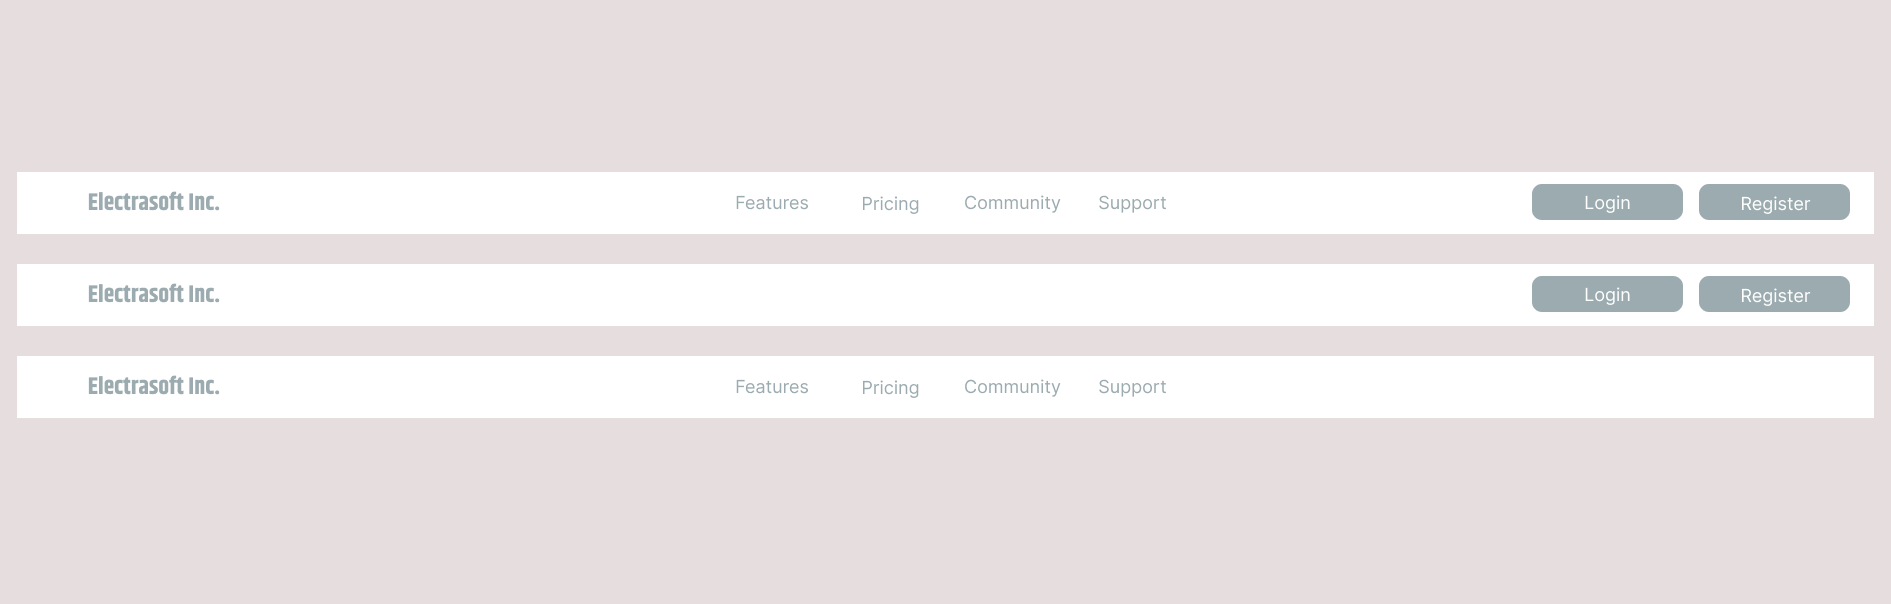 Electrasoft Inc. Features Pricing Community Support Login Register
Electrasoft Inc. Login Register
Electrasoft Inc. Features Pricing Community Support